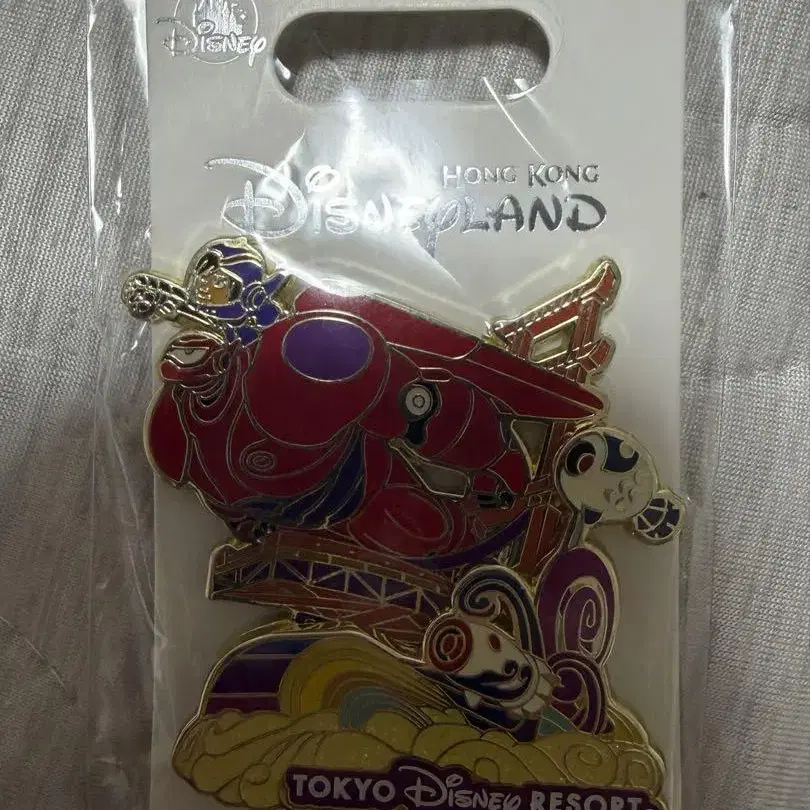 Disney
HONG KONG
Disneyland
TOKYO Disney RESORT